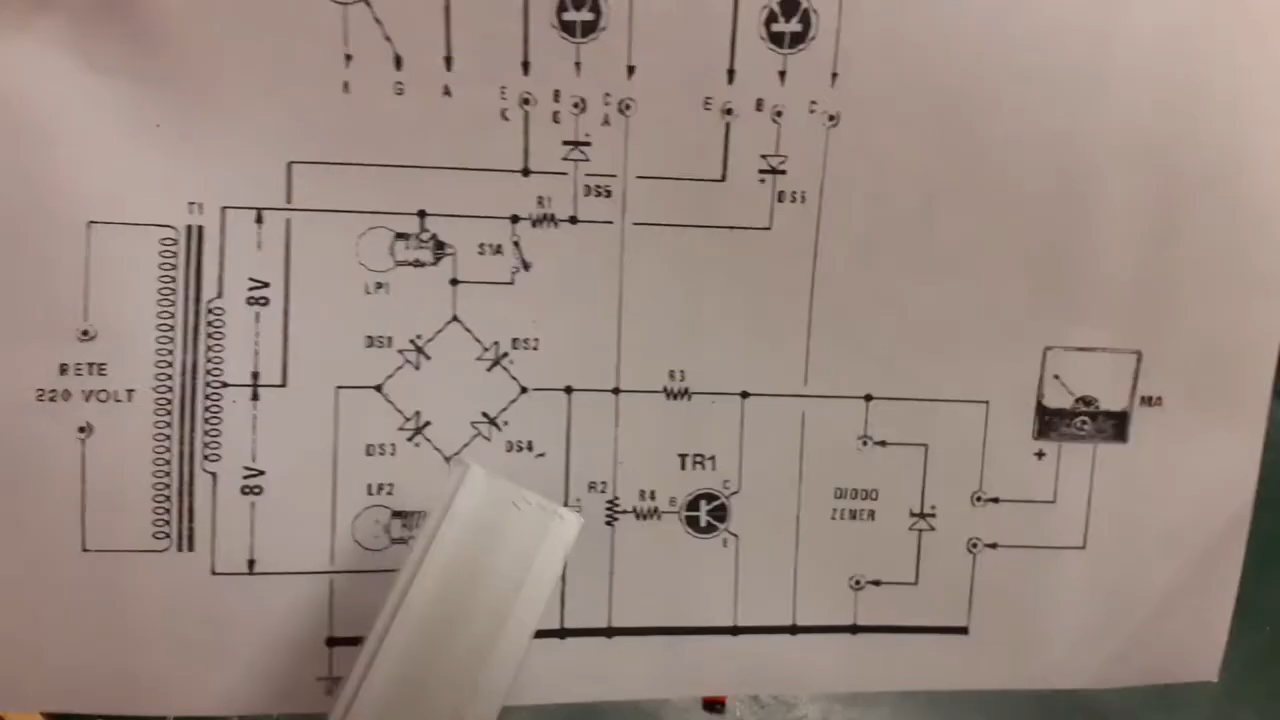 K G A
E B C
K G A
E B C
DS5
DS6
R1
T1
S1A
LP1
8V
DS1
DS2
RETE
220 VOLT
R3
MA
DS3
DS4
+
8V
LP2
R2
R4
TR1
B
C
E
DIODO
ZENER